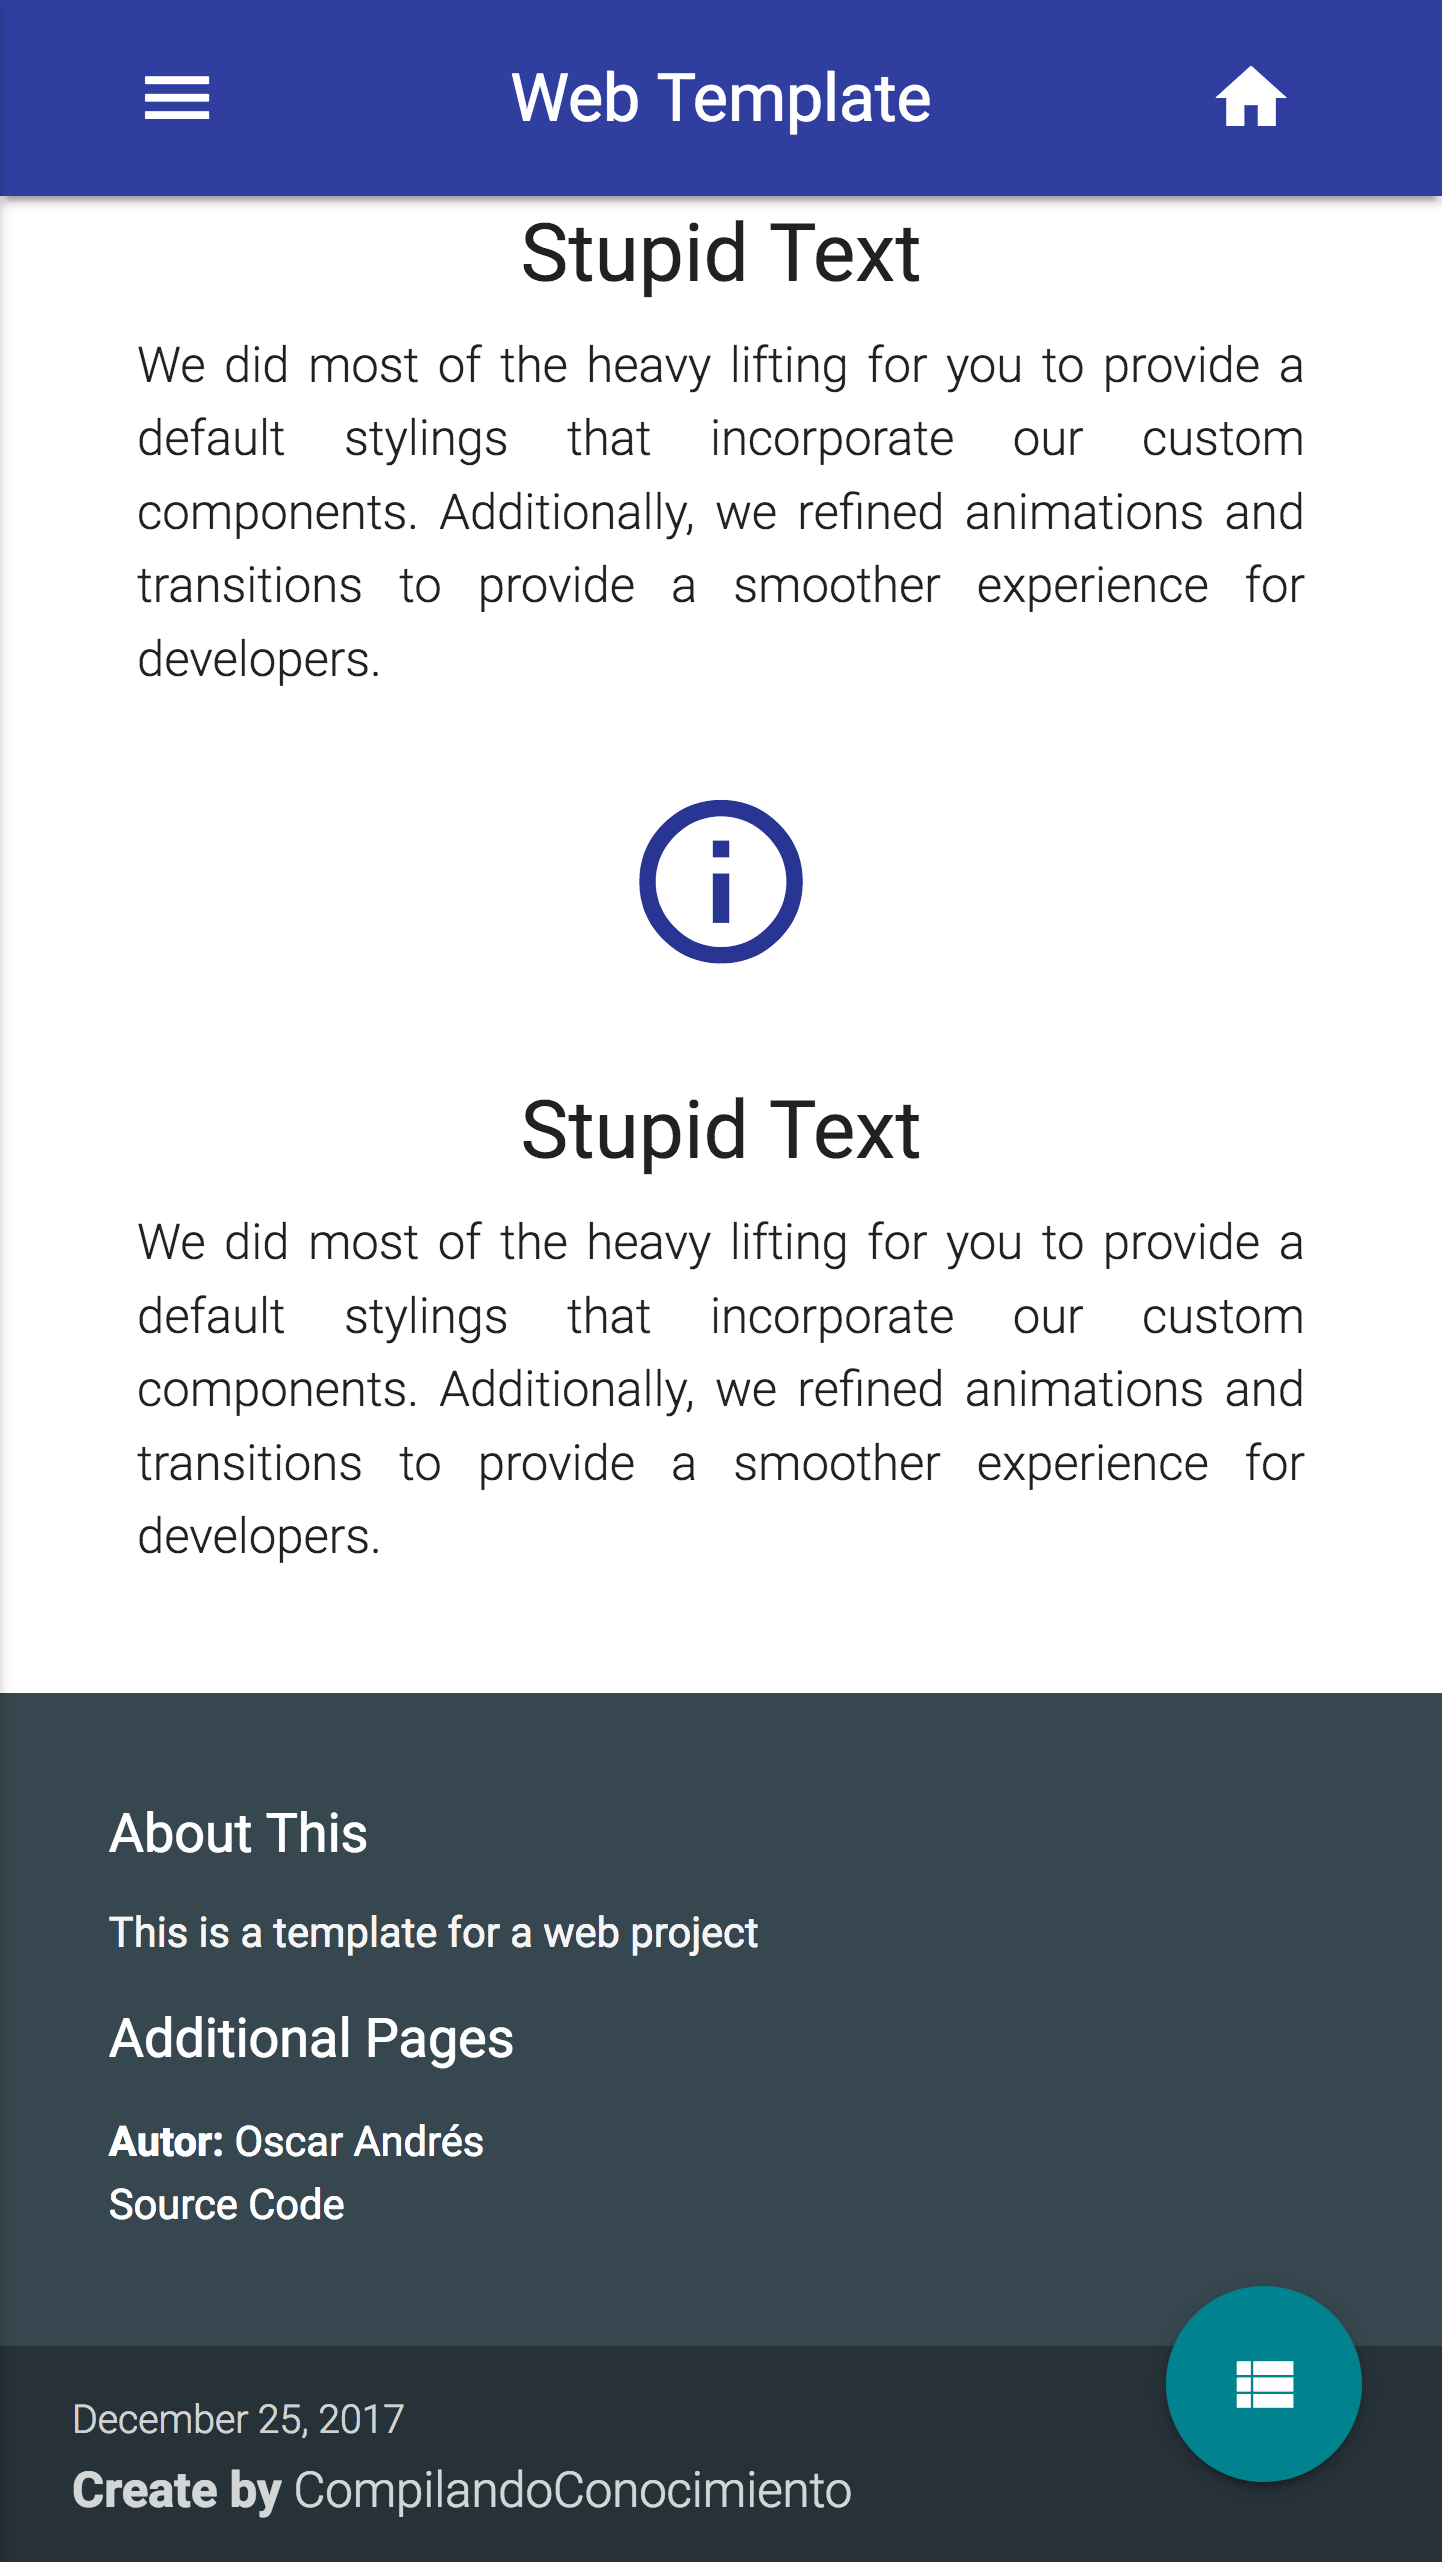 Web Template
Stupid Text
We did most of the heavy lifting for you to provide a
default stylings that incorporate our custom
components. Additionally, we refined animations and
transitions to provide a smoother experience for
developers.
Stupid Text
We did most of the heavy lifting for you to provide a
default stylings that incorporate our custom
components. Additionally, we refined animations and
transitions to provide a smoother experience for
developers.
About This
This is a template for a web project
Additional Pages
Autor: Oscar Andrés
Source Code
December 25, 2017
Create by CompilandoConocimiento